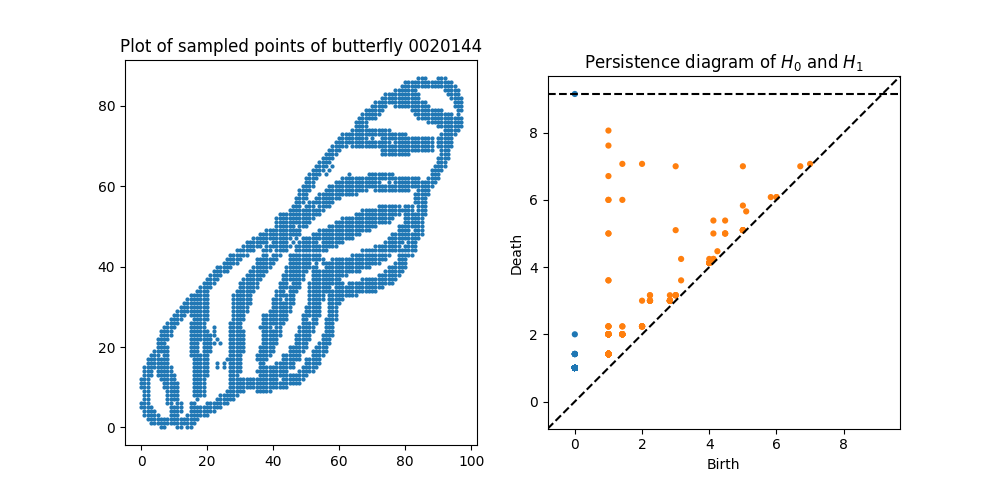 Plot of sampled points of butterfly 0020144
80
60
40
20
0
0 20 40 60 80 100
Persistence diagram of H₀ and H₁
8
6
4
2
0
0 2 4 6 8
Death
Birth